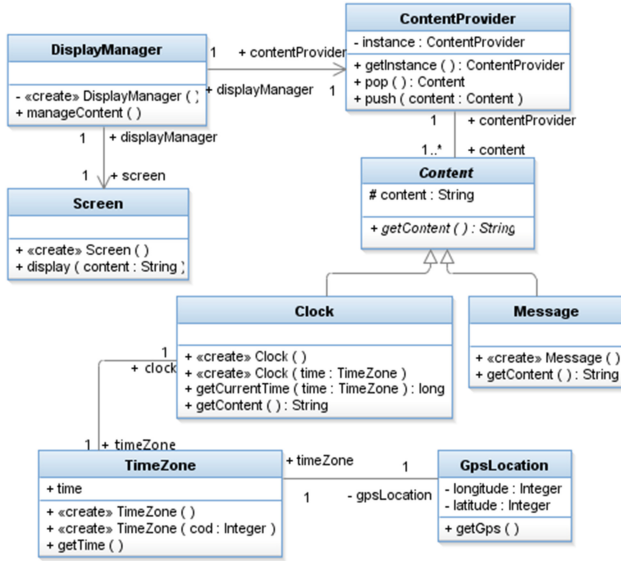 ContentProvider
- instance : ContentProvider
+ getInstance ( ) : ContentProvider
+ pop ( ) : Content
+ push ( content : Content )
DisplayManager
- «create» DisplayManager ( )
+ manageContent ( )
1
+ contentProvider
+ displayManager
1
1
+ displayManager
1
+ screen
1
+ contentProvider
1..*
+ content
Screen
+ «create» Screen ( )
+ display ( content : String )
Content
# content : String
+ getContent ( ) : String
Clock
+ «create» Clock ( )
+ «create» Clock ( time : TimeZone )
+ getCurrentTime ( time : TimeZone ) : long
+ getContent ( ) : String
Message
+ «create» Message ( )
+ getContent ( ) : String
1
+ clock
1
+ timeZone
TimeZone
+ time
+ «create» TimeZone ( )
+ «create» TimeZone ( cod : Integer )
+ getTime ( )
+ timeZone
1
1
- gpsLocation
GpsLocation
- longitude : Integer
- latitude : Integer
+ getGps ( )